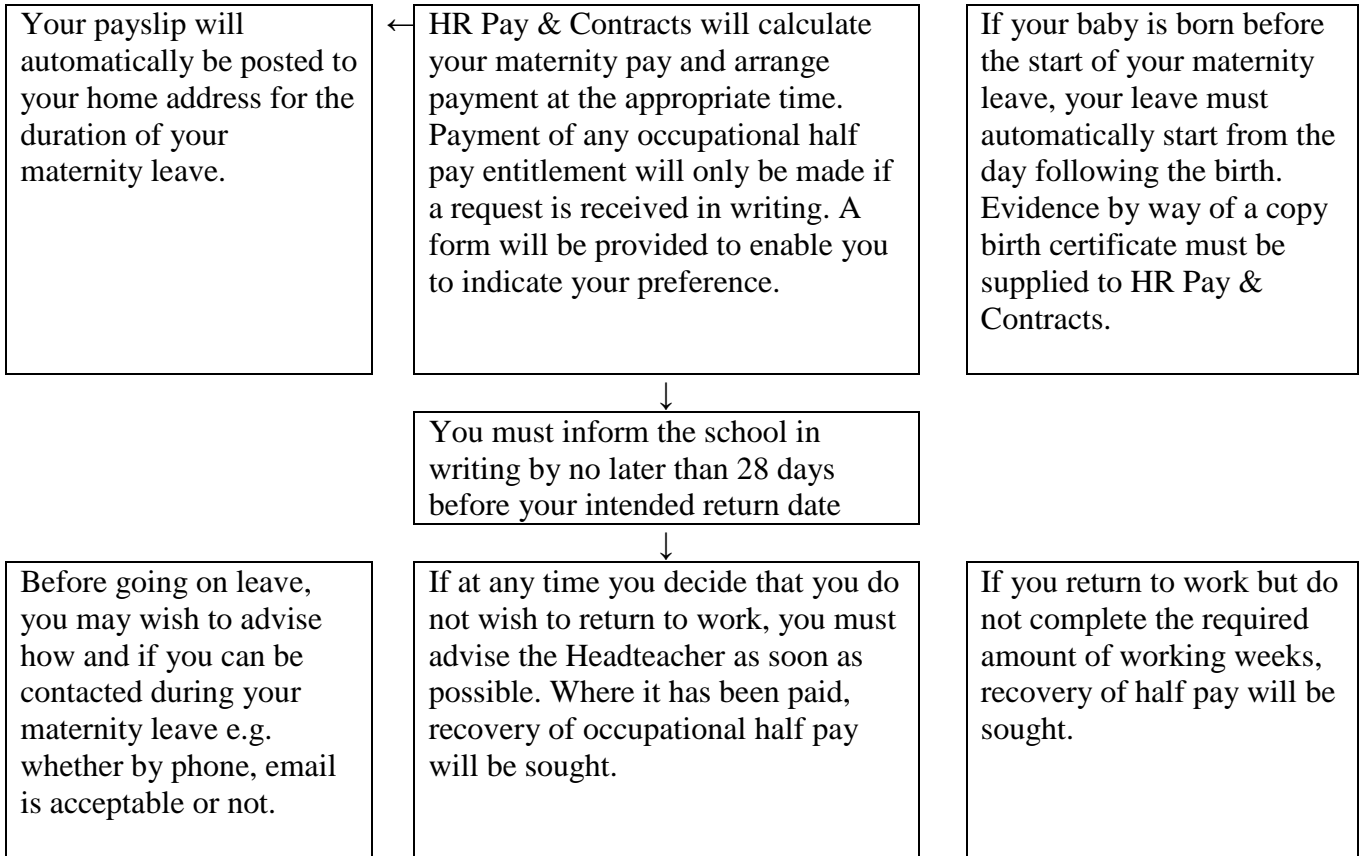 Your payslip will
automatically be posted to
your home address for the
duration of your
maternity leave.
←
HR Pay & Contracts will calculate
your maternity pay and arrange
payment at the appropriate time.
Payment of any occupational half
pay entitlement will only be made if
a request is received in writing. A
form will be provided to enable you
to indicate your preference.
If your baby is born before
the start of your maternity
leave, your leave must
automatically start from the
day following the birth.
Evidence by way of a copy
birth certificate must be
supplied to HR Pay &
Contracts.
↓
You must inform the school in
writing by no later than 28 days
before your intended return date
↓
Before going on leave,
you may wish to advise
how and if you can be
contacted during your
maternity leave e.g.
whether by phone, email
is acceptable or not.
If at any time you decide that you do
not wish to return to work, you must
advise the Headteacher as soon as
possible. Where it has been paid,
recovery of occupational half pay
will be sought.
If you return to work but do
not complete the required
amount of working weeks,
recovery of half pay will be
sought.